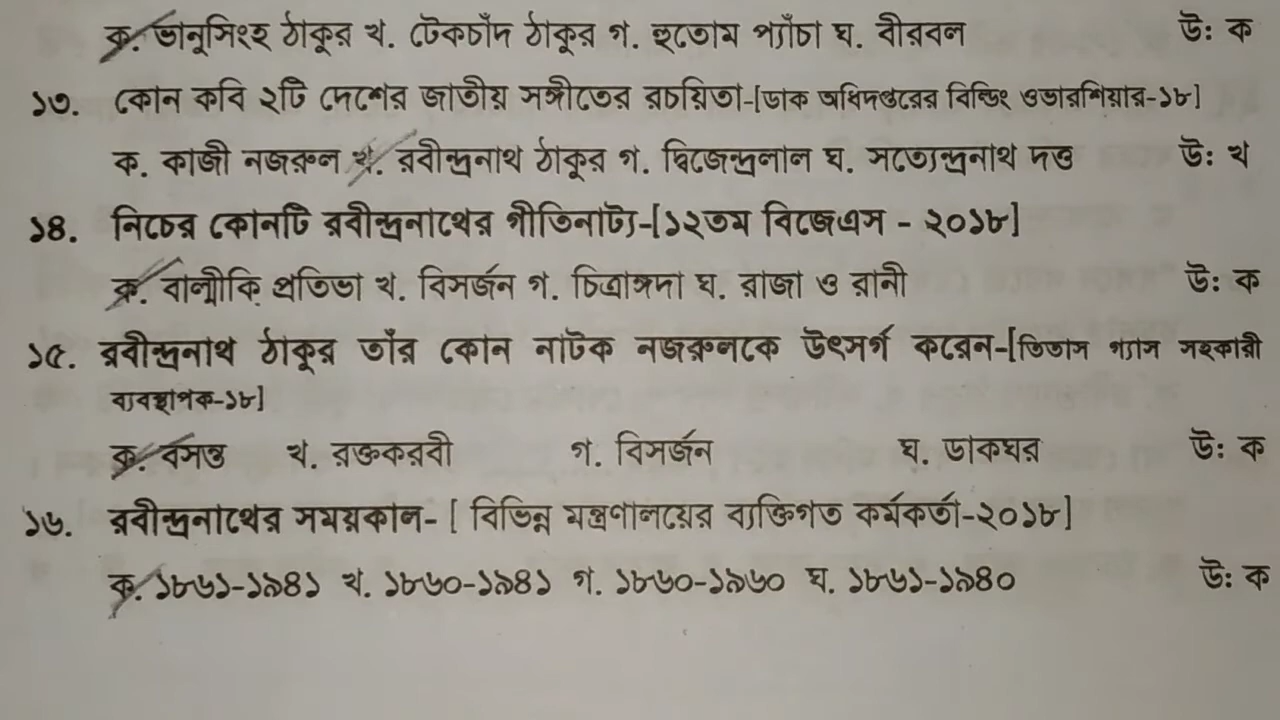 ক. ভানুসিংহ ঠাকুর খ. টেকচাঁদ ঠাকুর গ. হুতোম প্যাঁচা ঘ. বীরবল উ: ক
১৩. কোন কবি ২টি দেশের জাতীয় সঙ্গীতের রচয়িতা-[ডাক অধিদপ্তরের বিল্ডিং ওভারশিয়ার-১৮]
ক. কাজী নজরুল খ. রবীন্দ্রনাথ ঠাকুর গ. দ্বিজেন্দ্রলাল ঘ. সত্যেন্দ্রনাথ দত্ত উ: খ
১৪. নিচের কোনটি রবীন্দ্রনাথের গীতিনাট্য-[১২তম বিজেএস - ২০১৮]
ক. বাল্মীকি প্রতিভা খ. বিসর্জন গ. চিত্রাঙ্গদা ঘ. রাজা ও রানী উ: ক
১৫. রবীন্দ্রনাথ ঠাকুর তাঁর কোন নাটক নজরুলকে উৎসর্গ করেন-[তিতাস গ্যাস সহকারী
ব্যবস্থাপক-১৮]
ক. বসন্ত খ. রক্তকরবী গ. বিসর্জন ঘ. ডাকঘর উ: ক
১৬. রবীন্দ্রনাথের সময়কাল- [ বিভিন্ন মন্ত্রণালয়ের ব্যক্তিগত কর্মকর্তা-২০১৮]
ক. ১৮৬১-১৯৪১ খ. ১৮৬০-১৯৪১ গ. ১৮৬০-১৯৬০ ঘ. ১৮৬১-১৯৪০ উ: ক